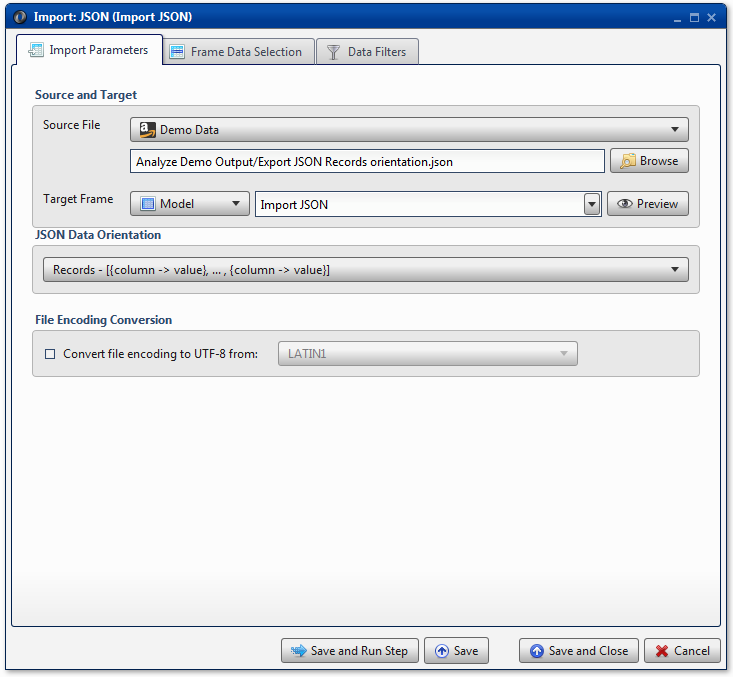 Import: JSON (Import JSON)
Import Parameters
Frame Data Selection
Data Filters
Source and Target
Source File
Demo Data
Analyze Demo Output/Export JSON Records orientation.json
Browse
Target Frame
Model
Import JSON
Preview
JSON Data Orientation
Records - [{column -> value}, ... , {column -> value}]
File Encoding Conversion
Convert file encoding to UTF-8 from:
LATIN1
Save and Run Step
Save
Save and Close
Cancel